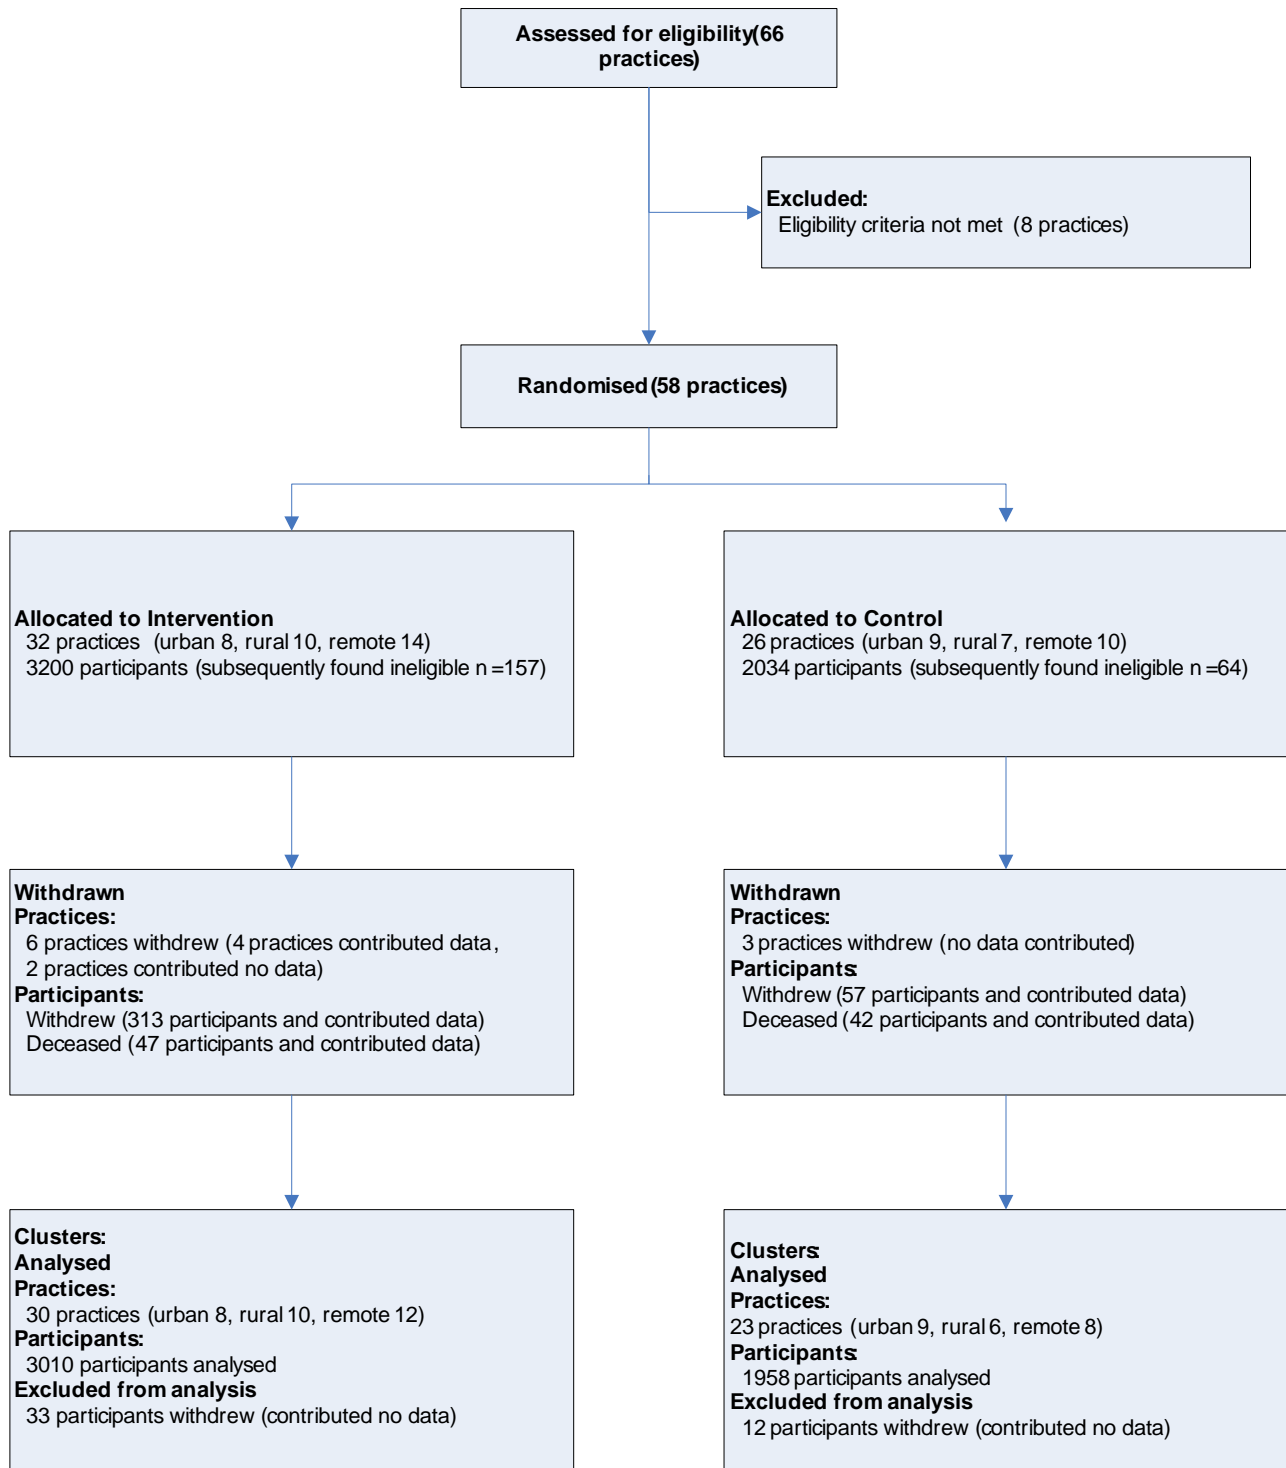 Assessed for eligibility(66
practices)
Excluded:
Eligibility criteria not met (8 practices)
Randomised(58 practices)
Allocated to Intervention
32 practices (urban 8, rural 10, remote 14)
3200 participants (subsequently found ineligible n =157)
Allocated to Control
26 practices (urban 9, rural 7, remote 10)
2034 participants (subsequently found ineligible n =64)
Withdrawn
Practices:
6 practices withdrew (4 practices contributed data,
2 practices contributed no data)
Participants:
Withdrew (313 participants and contributed data)
Deceased (47 participants and contributed data)
Withdrawn
Practices:
3 practices withdrew (no data contributed)
Participants:
Withdrew (57 participants and contributed data)
Deceased (42 participants and contributed data)
Clusters:
Analysed
Practices:
30 practices (urban 8, rural 10, remote 12)
Participants:
3010 participants analysed
Excluded from analysis
33 participants withdrew (contributed no data)
Clusters:
Analysed
Practices:
23 practices (urban 9, rural 6, remote 8)
Participants:
1958 participants analysed
Excluded from analysis
12 participants withdrew (contributed no data)